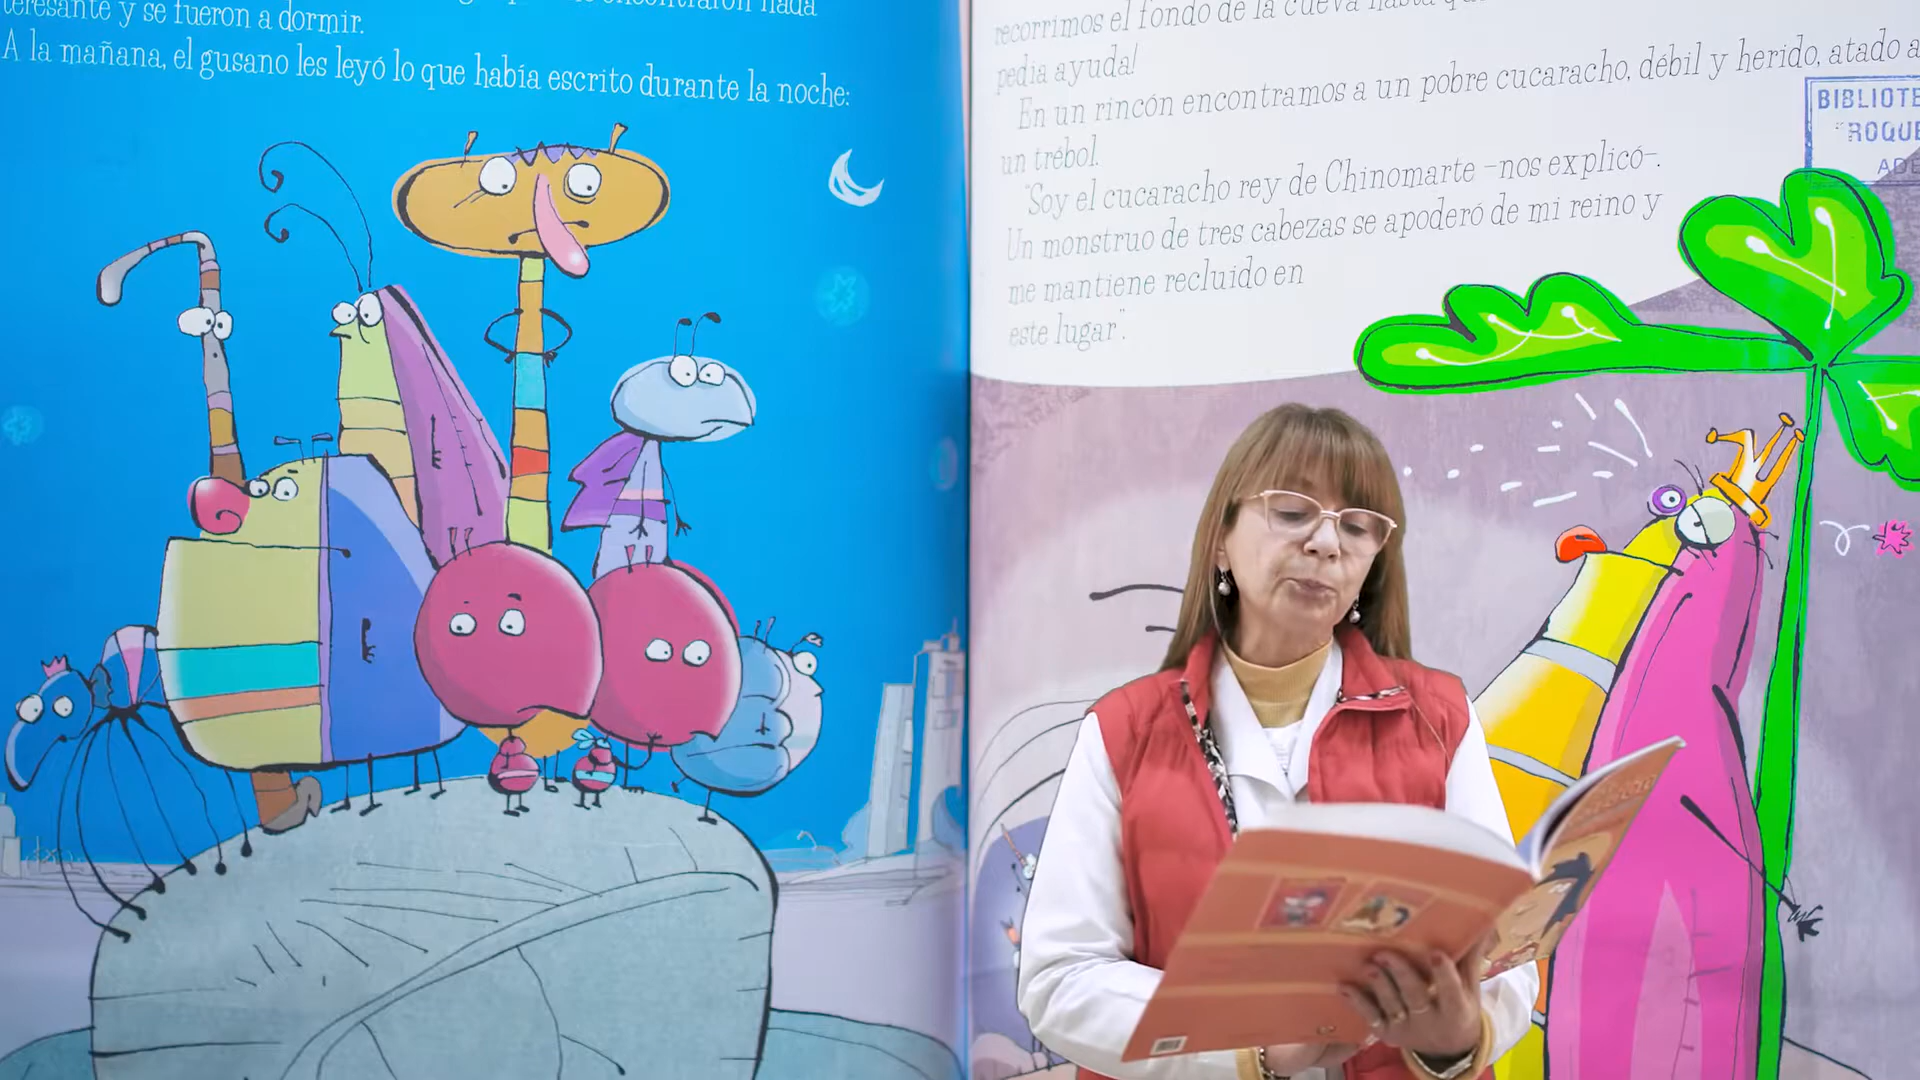 teresante y se fueron a dormir.
A la mañana, el gusano les leyó lo que había escrito durante la noche:
recorrimos el fondo de la cueva hasta
pedía ayuda!
En un rincón encontramos a un pobre cucaracho, débil y herido, atado a
un trébol.
"Soy el cucaracho rey de Chinomarte –nos explicó–.
Un monstruo de tres cabezas se apoderó de mi reino y
me mantiene recluido en
este lugar".
BIBLIOTE
"ROQUE
ADE